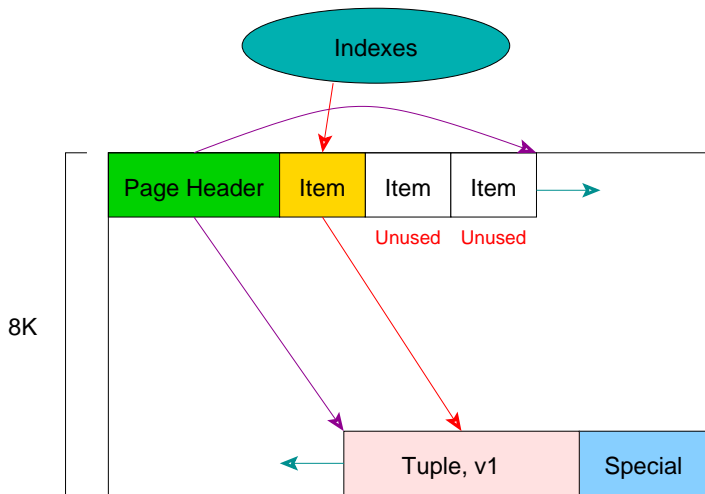 Indexes
Page Header Item Item Item
Unused Unused
8K
Tuple, v1 Special